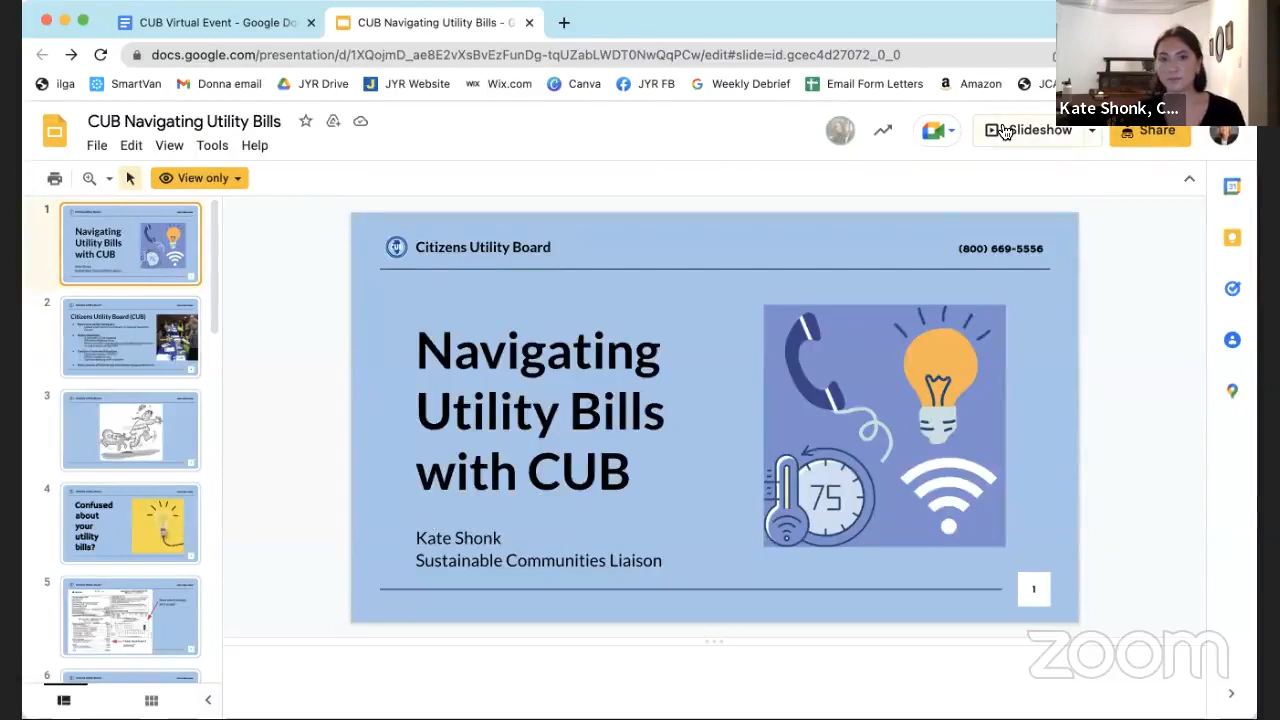 CUB Virtual Event - Google Do
CUB Navigating Utility Bills - G
docs.google.com/presentation/d/1XQojmD_ae8E2vXsBvEzFunDg-tqUZabLWDT0NwQqPCw/edit#slide=id.gcec4d27072_0_0
ilga
SmartVan
Donna email
JYR Drive
JYR Website
WIX Wix.com
Canva
JYR FB
Weekly Debrief
Email Form Letters
Amazon
JCA
Kate Shonk, C...
CUB Navigating Utility Bills
File Edit View Tools Help
Slideshow
Share
View only
1
Navigating
Utility Bills
with CUB
2
Citizens Utility Board (CUB)
3
4
Confused
about
your
utility
bills?
5
6
Citizens Utility Board
(800) 669-5556
Navigating
Utility Bills
with CUB
75
Kate Shonk
Sustainable Communities Liaison
1
zoom